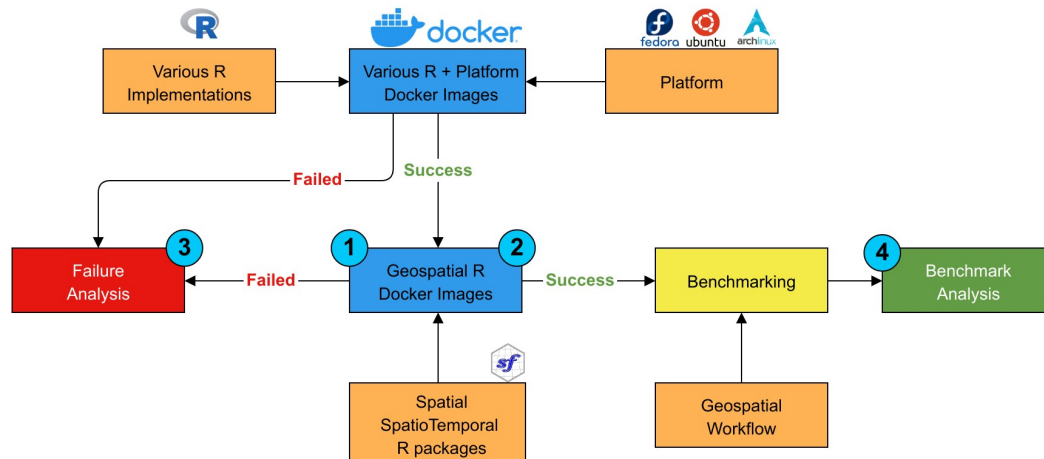 R
docker
fedora
ubuntu
archlinux
Various R
Implementations
Various R + Platform
Docker Images
Platform
Failed
Success
3
1
2
4
Failure
Analysis
Failed
Geospatial R
Docker Images
Success
Benchmarking
Benchmark
Analysis
sf
Spatial
SpatioTemporal
R packages
Geospatial
Workflow